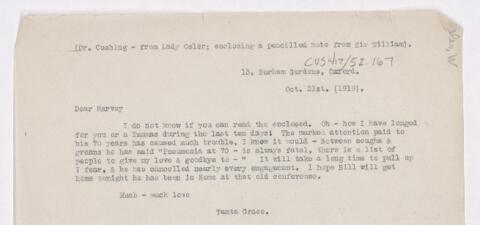 (Dr. Cushing - from Lady Osler; enclosing a pencilled note from Sir William).
CUS417/52.167
13, Norham Gardens, Oxford.
Oct. 21st. (1919).
Dear Harvey
I do not know if you can read the enclosed. Oh - how I have longed
for you or a Thomas during the last ten days! The marked attention paid to
his 70 years has caused much trouble. I knew it would - Between coughs &
groans he has said "Pneumonia at 70 - is always fatal, there is a list of
people to give my love & goodbye to - " It will take a long time to pull up
I fear, & he has cancelled nearly every engagement. I hope Bill will get
home tonight he has been in Rome at that old conference.
Much - much love
Tanta Grace.